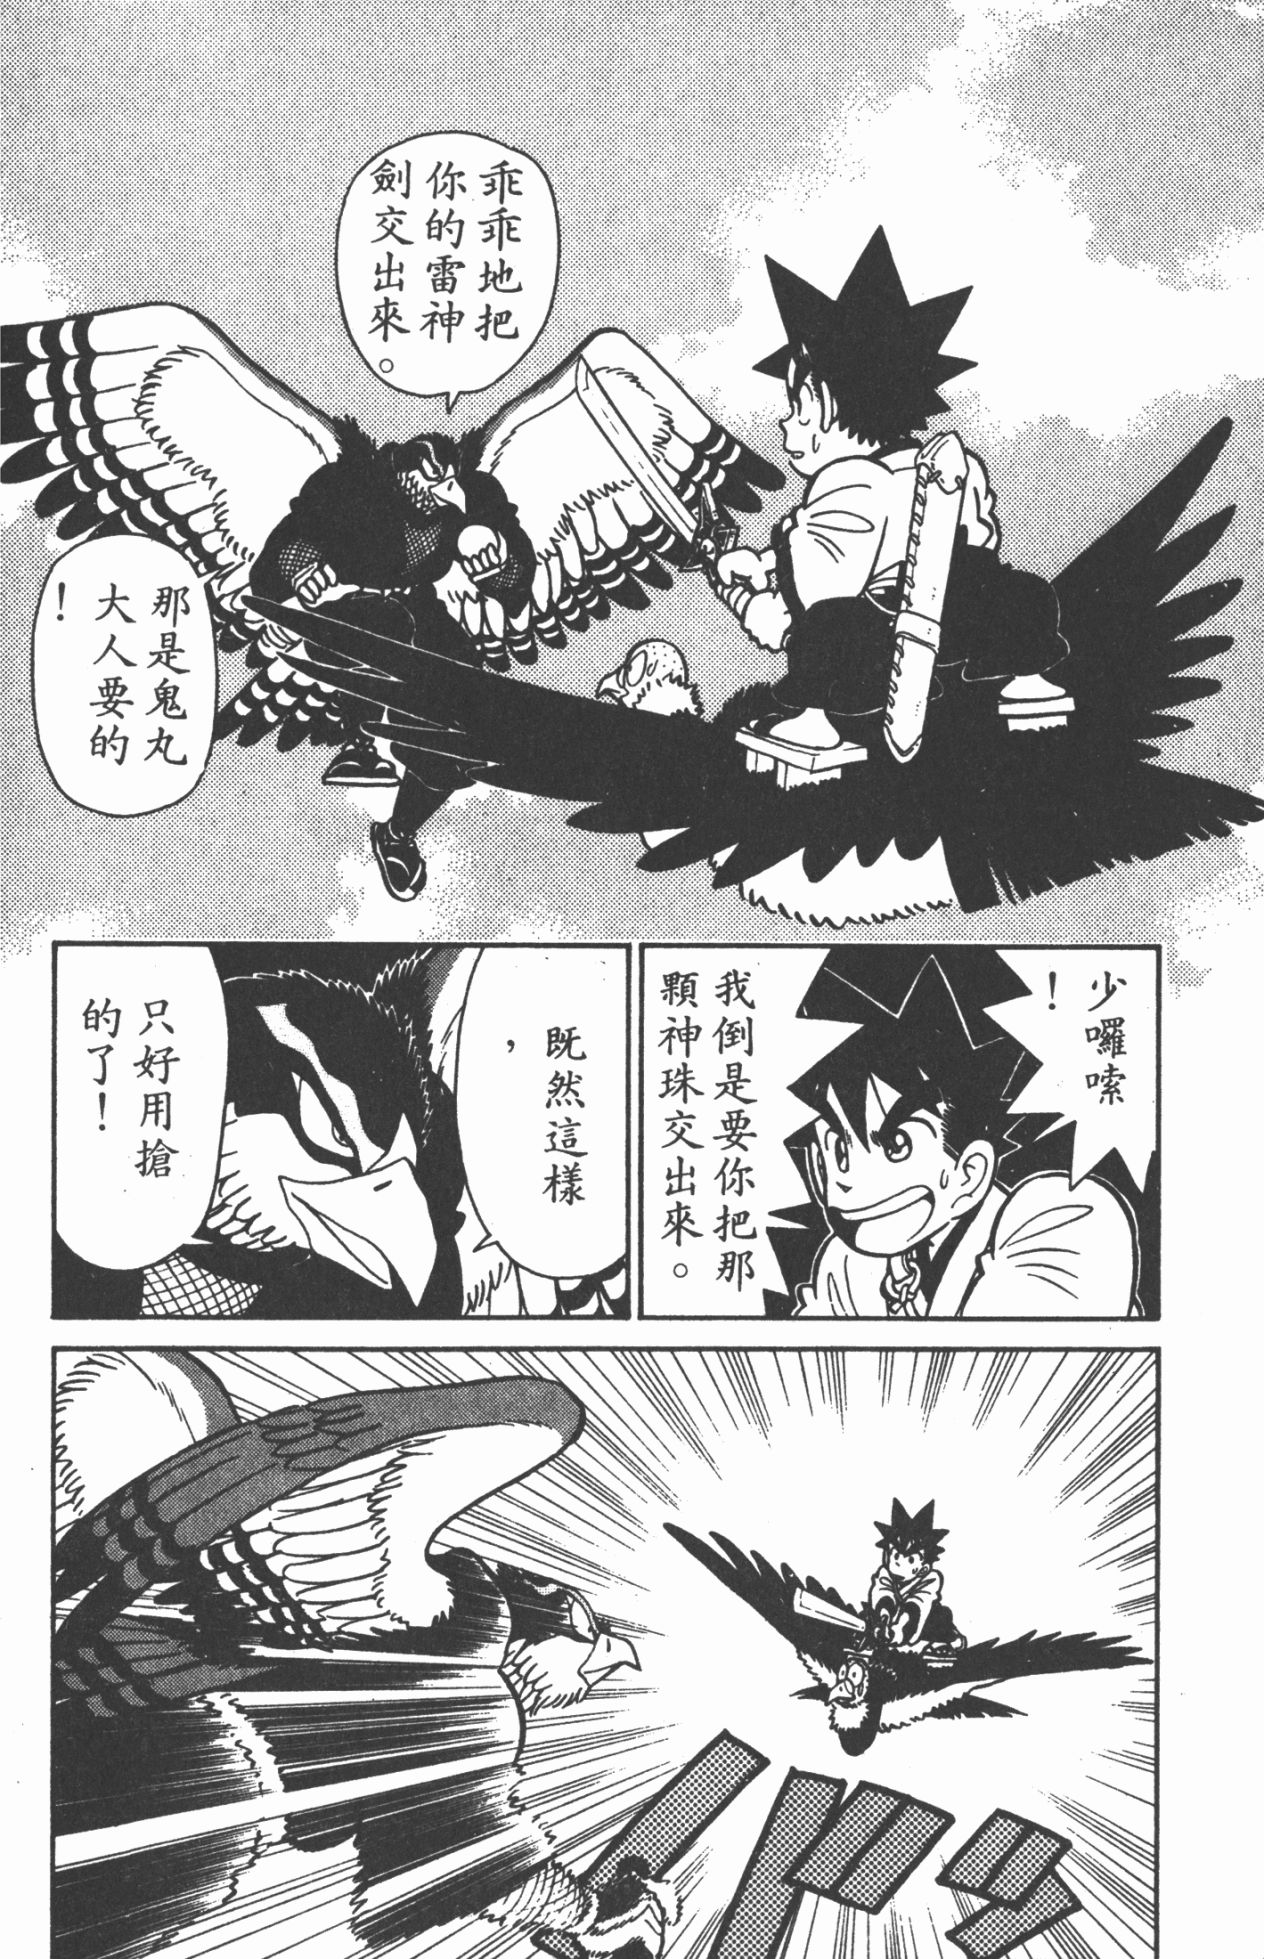 乖乖地把
你的雷神
劍交出來。
那是鬼丸
大人要的
！
少囉嗦
！
我倒是要你把那
顆神珠交出來。
既然這樣
，
只好用搶
的了！